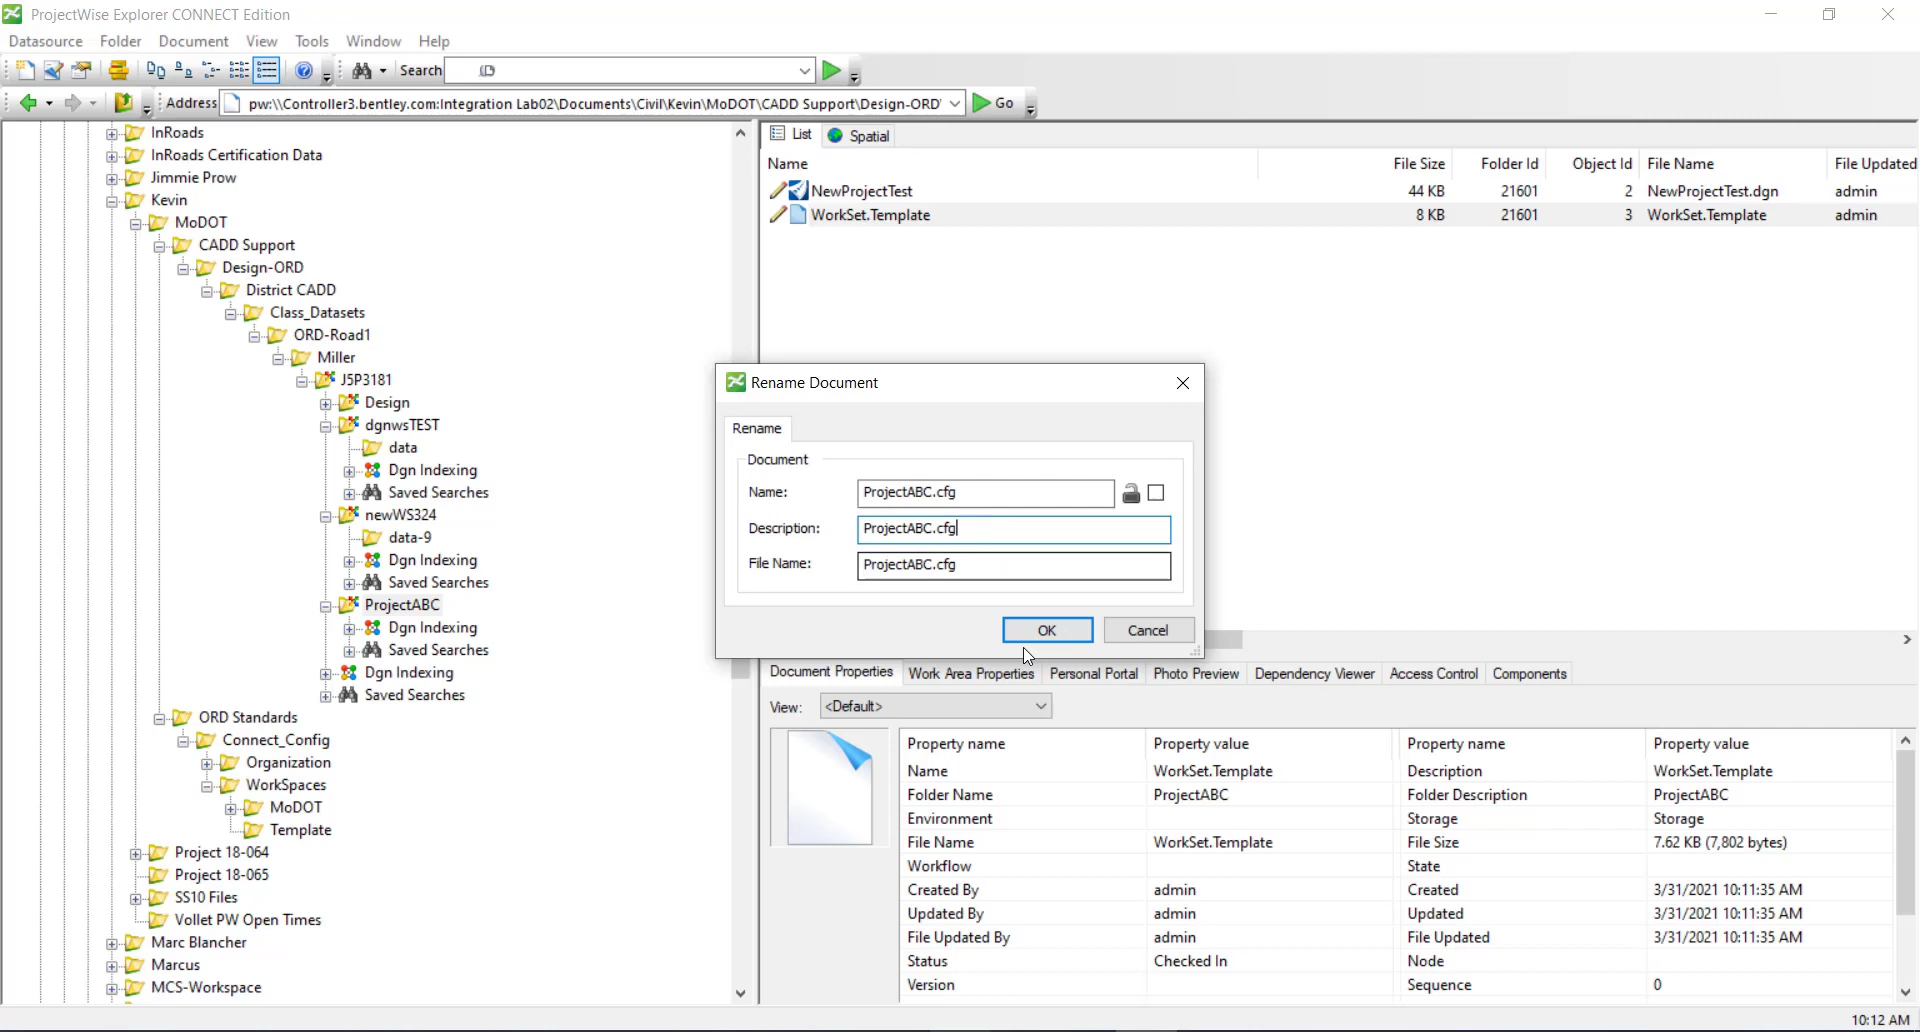 ProjectWise Explorer CONNECT Edition
Datasource Folder Document View Tools Window Help
Search
Address pw:\\Controller3.bentley.com:Integration Lab02\Documents\Civil\Kevin\MoDOT\CADD Support\Design-ORD\ Go
InRoads
InRoads Certification Data
Jimmie Prow
Kevin
MoDOT
CADD Support
Design-ORD
District CADD
Class_Datasets
ORD-Road1
Miller
J5P3181
Design
dgnwsTEST
data
Dgn Indexing
Saved Searches
newWS324
data-9
Dgn Indexing
Saved Searches
ProjectABC
Dgn Indexing
Saved Searches
Dgn Indexing
Saved Searches
ORD Standards
Connect_Config
Organization
WorkSpaces
MoDOT
Template
Project 18-064
Project 18-065
SS10 Files
Vollet PW Open Times
Marc Blancher
Marcus
MCS-Workspace
List Spatial
Name File Size Folder Id Object Id File Name File Updated
NewProjectTest 44 KB 21601 2 NewProjectTest.dgn admin
WorkSet.Template 8 KB 21601 3 WorkSet.Template admin
Rename Document
Rename
Document
Name: ProjectABC.cfg
Description: ProjectABC.cfg
File Name: ProjectABC.cfg
OK Cancel
Document Properties Work Area Properties Personal Portal Photo Preview Dependency Viewer Access Control Components
View: <Default>
Property name Property value Property name Property value
Name WorkSet.Template Description WorkSet.Template
Folder Name ProjectABC Folder Description ProjectABC
Environment Storage Storage
File Name WorkSet.Template File Size 7.62 KB (7,802 bytes)
Workflow State
Created By admin Created 3/31/2021 10:11:35 AM
Updated By admin Updated 3/31/2021 10:11:35 AM
File Updated By admin File Updated 3/31/2021 10:11:35 AM
Status Checked In Node
Version Sequence 0
10:12 AM